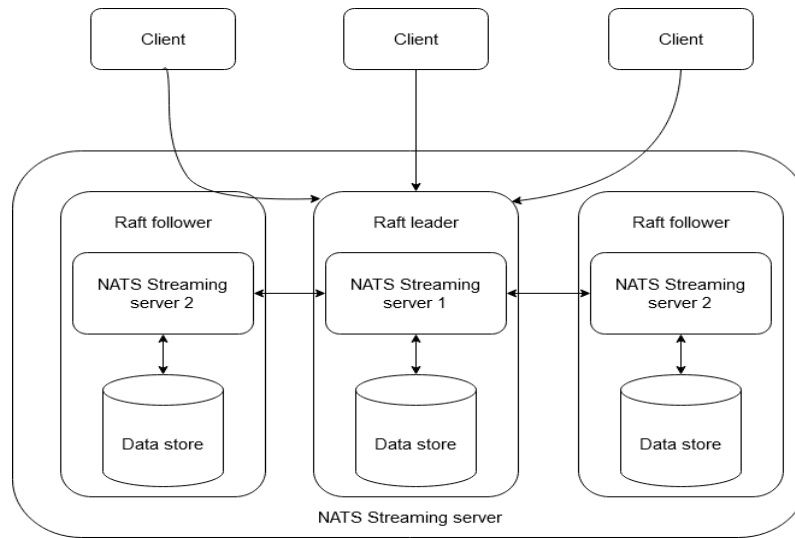 Client
Client
Client
Raft follower
Raft leader
Raft follower
NATS Streaming
server 2
NATS Streaming
server 1
NATS Streaming
server 2
Data store
Data store
Data store
NATS Streaming server